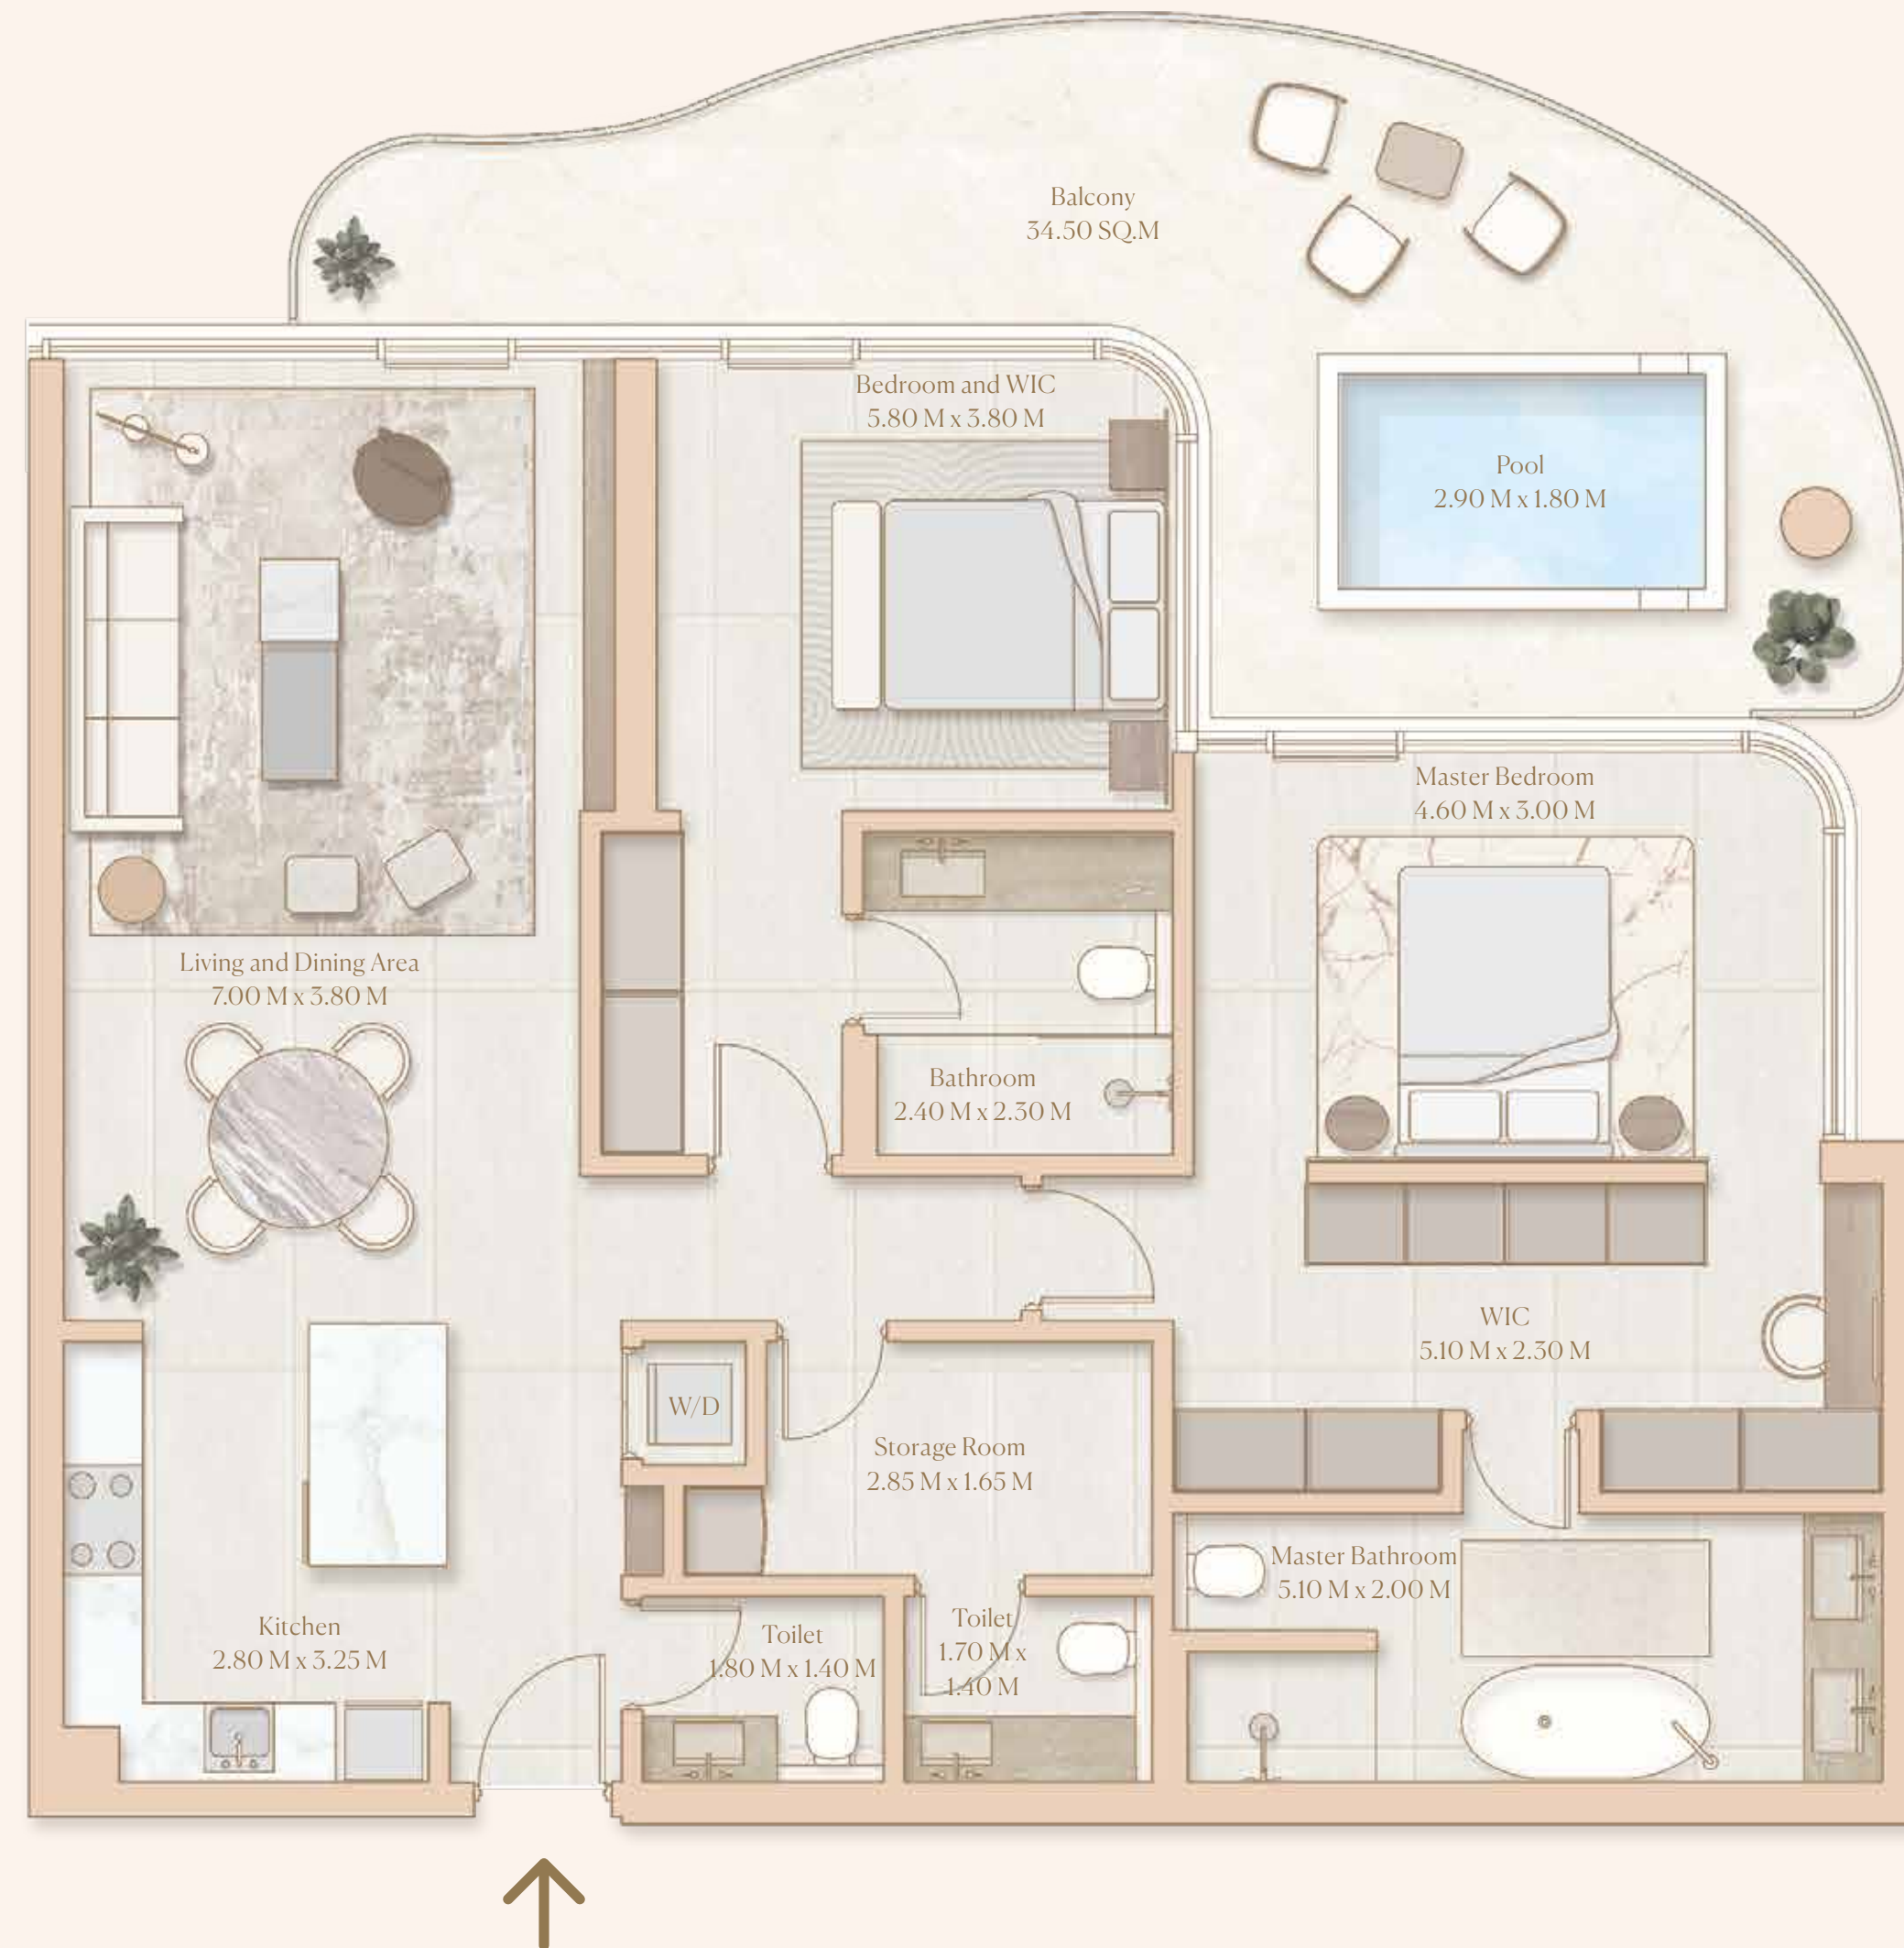 Balcony
34.50 SQ.M
Bedroom and WIC
5.80 M x 3.80 M
Pool
2.90 M x 1.80 M
Master Bedroom
4.60 M x 3.00 M
Living and Dining Area
7.00 M x 3.80 M
Bathroom
2.40 M x 2.30 M
WIC
5.10 M x 2.30 M
W/D
Storage Room
2.85 M x 1.65 M
Master Bathroom
5.10 M x 2.00 M
Kitchen
2.80 M x 3.25 M
Toilet
1.80 M x 1.40 M
Toilet
1.70 M x
1.40 M